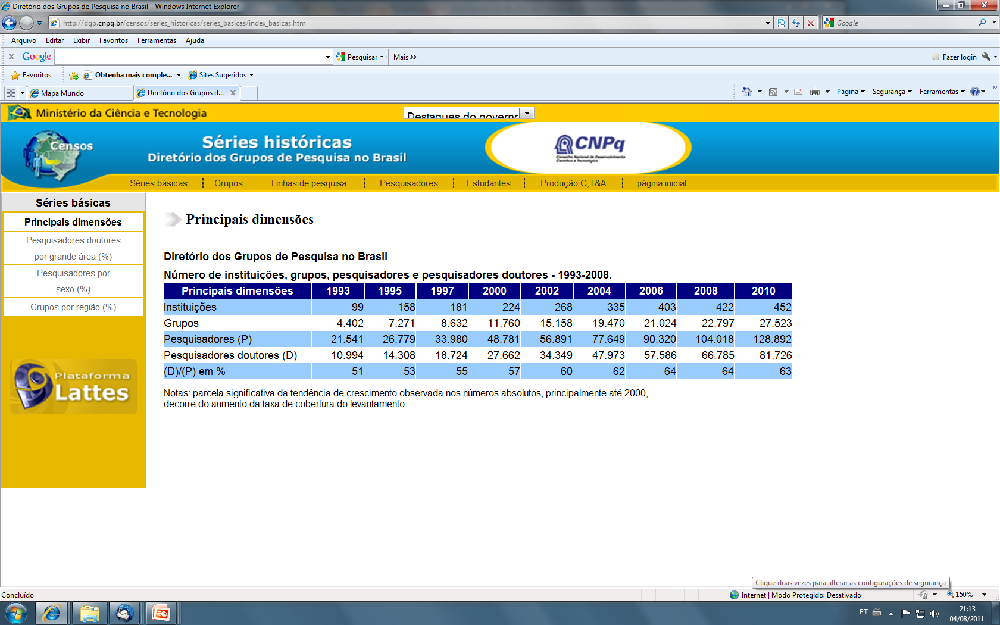 Diretório dos Grupos de Pesquisa no Brasil - Windows Internet Explorer
http://dgp.cnpq.br/censos/series_historicas/series_basicas/index_basicas.htm
Google
Arquivo Editar Exibir Favoritos Ferramentas Ajuda
x Google Pesquisar Mais >> Fazer login
Favoritos Obtenha mais comple... Sites Sugeridos
Mapa Mundo Diretório dos Grupos d... x Página Segurança Ferramentas
Ministério da Ciência e Tecnologia Destaques do governo
Censos Séries históricas CNPq
Diretório dos Grupos de Pesquisa no Brasil
Conselho Nacional de Desenvolvimento
Científico e Tecnológico
Séries básicas Grupos Linhas de pesquisa Pesquisadores Estudantes Produção C,T&A página inicial
Séries básicas
Principais dimensões
Pesquisadores doutores
por grande área (%)
Pesquisadores por
sexo (%)
Grupos por região (%)
Plataforma
Lattes
Principais dimensões
Diretório dos Grupos de Pesquisa no Brasil
Número de instituições, grupos, pesquisadores e pesquisadores doutores - 1993-2008.
Principais dimensões 1993 1995 1997 2000 2002 2004 2006 2008 2010
Instituições 99 158 181 224 268 335 403 422 452
Grupos 4.402 7.271 8.632 11.760 15.158 19.470 21.024 22.797 27.523
Pesquisadores (P) 21.541 26.779 33.980 48.781 56.891 77.649 90.320 104.018 128.892
Pesquisadores doutores (D) 10.994 14.308 18.724 27.662 34.349 47.973 57.586 66.785 81.726
(D)/(P) em % 51 53 55 57 60 62 64 64 63
Notas: parcela significativa da tendência de crescimento observada nos números absolutos, principalmente até 2000,
decorre do aumento da taxa de cobertura do levantamento .
Clique duas vezes para alterar as configurações de segurança
Concluído Internet | Modo Protegido: Desativado 150%
PT 21:13
04/08/2011